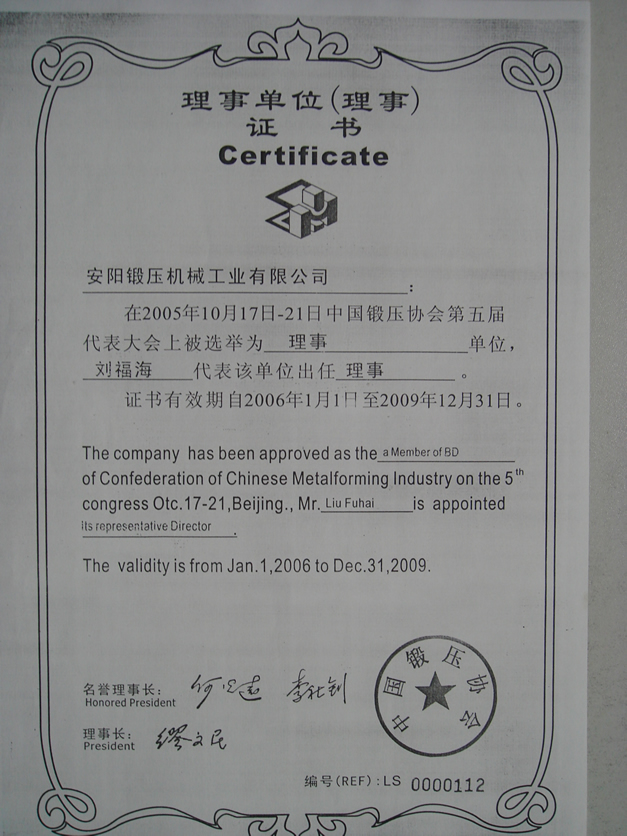 理事单位(理事)
证 书
Certificate
安阳锻压机械工业有限公司:
在2005年10月17日-21日中国锻压协会第五届
代表大会上被选举为 理事 单位，
刘福海 代表该单位出任 理事 。
证书有效期自2006年1月1日至2009年12月31日。
The company has been approved as the a Member of BD
of Confederation of Chinese Metalforming Industry on the 5th
congress Otc.17-21,Beijing., Mr. Liu Fuhai is appointed
its representative Director .
The validity is from Jan.1,2006 to Dec.31,2009.
名誉理事长:
Honored President
理事长:
President
中国锻压协会
编号(REF):LS 0000112